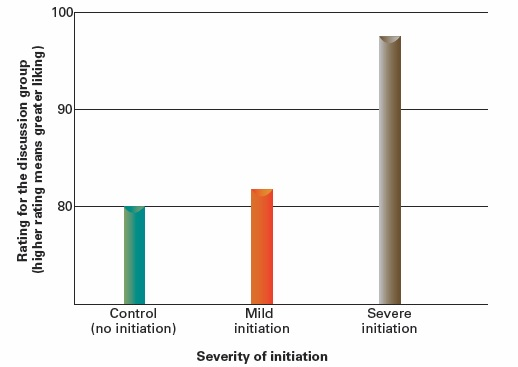 100
90
80
Rating for the discussion group
(higher rating means greater liking)
Control
(no initiation)
Mild
initiation
Severe
initiation
Severity of initiation